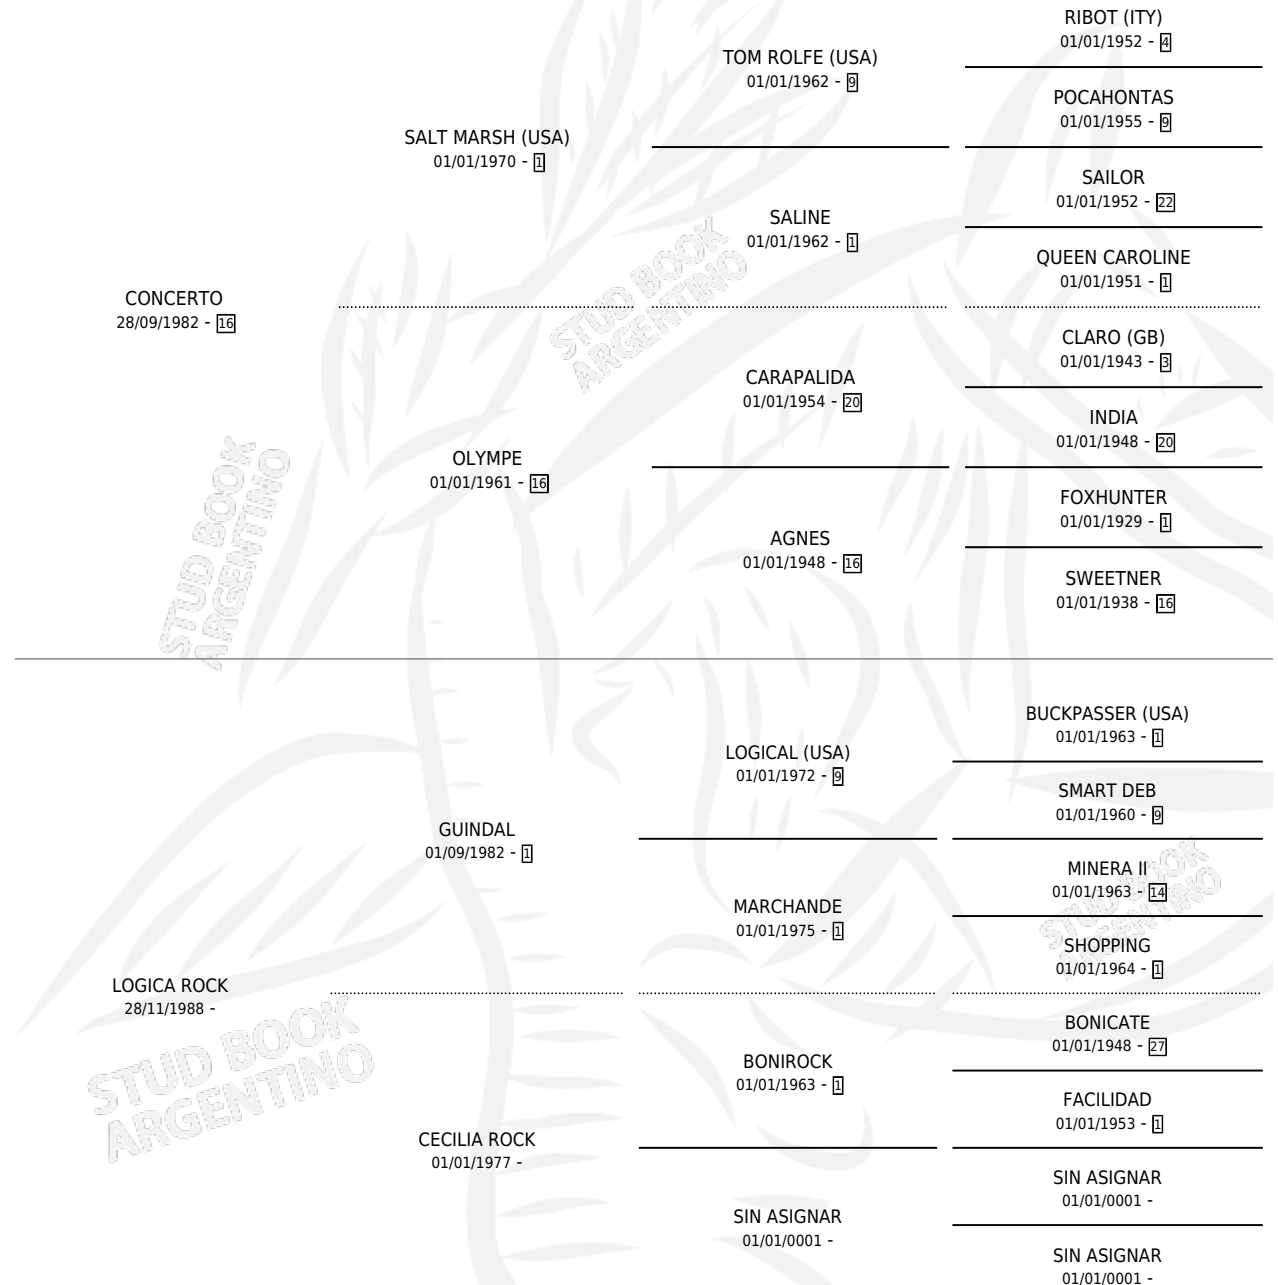 RIBOT (ITY)
01/01/1952 - 4
TOM ROLFE (USA)
01/01/1962 - 9
POCAHONTAS
01/01/1955 - 9
SALT MARSH (USA)
01/01/1970 - 1
SAILOR
01/01/1952 - 22
SALINE
01/01/1962 - 1
QUEEN CAROLINE
01/01/1951 - 1
STUD BOOK
ARGENTINO
CONCERTO
28/09/1982 - 16
CLARO (GB)
01/01/1943 - 3
CARAPALIDA
01/01/1954 - 20
INDIA
01/01/1948 - 20
OLYMPE
01/01/1961 - 16
FOXHUNTER
01/01/1929 - 1
AGNES
01/01/1948 - 16
SWEETNER
01/01/1938 - 16
STUD BOOK
ARGENTINO
BUCKPASSER (USA)
01/01/1963 - 1
LOGICAL (USA)
01/01/1972 - 9
SMART DEB
01/01/1960 - 9
GUINDAL
01/09/1982 - 1
MINERA II
01/01/1963 - 14
MARCHANDE
01/01/1975 - 1
SHOPPING
01/01/1964 - 1
STUD BOOK
ARGENTINO
LOGICA ROCK
28/11/1988 -
BONICATE
01/01/1948 - 27
BONIROCK
01/01/1963 - 1
FACILIDAD
01/01/1953 - 1
STUD BOOK
ARGENTINO
CECILIA ROCK
01/01/1977 -
SIN ASIGNAR
01/01/0001 -
SIN ASIGNAR
01/01/0001 -
SIN ASIGNAR
01/01/0001 -